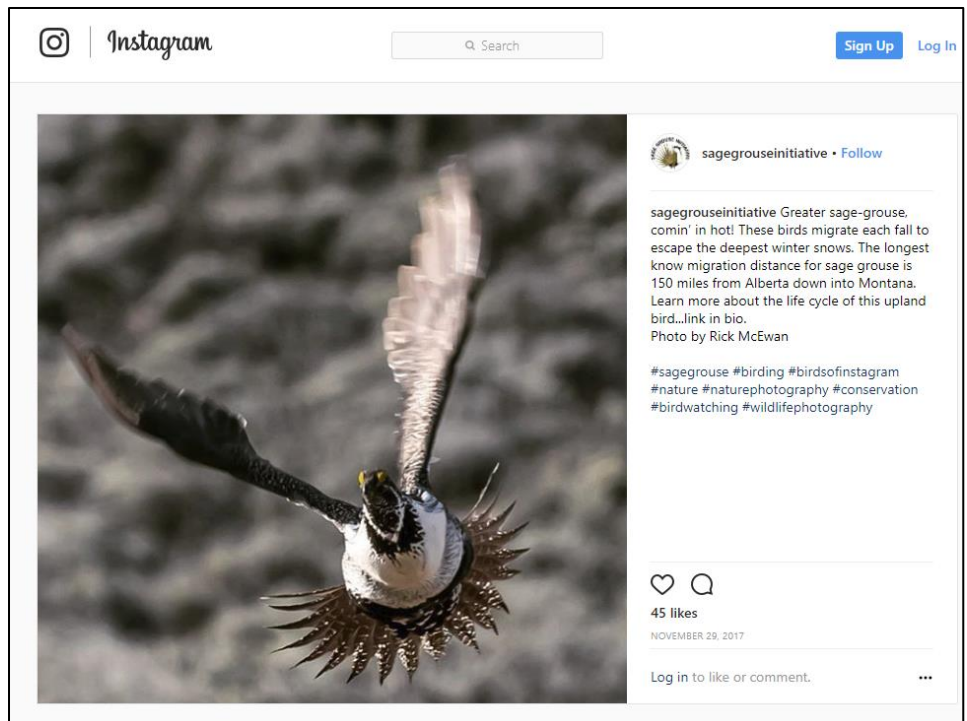 Instagram
Search
Sign Up Log In
sagegrouseinitiative • Follow
sagegrouseinitiative Greater sage-grouse,
comin' in hot! These birds migrate each fall to
escape the deepest winter snows. The longest
know migration distance for sage grouse is
150 miles from Alberta down into Montana.
Learn more about the life cycle of this upland
bird...link in bio.
Photo by Rick McEwan
#sagegrouse #birding #birdsofinstagram
#nature #naturephotography #conservation
#birdwatching #wildlifephotography
45 likes
NOVEMBER 29, 2017
Log in to like or comment.